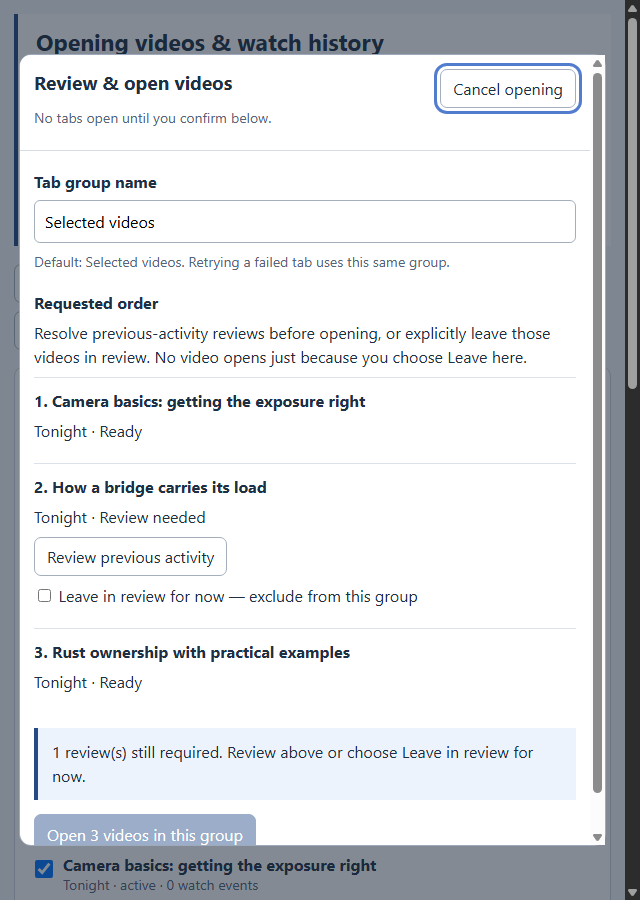 Opening videos & watch history
Review & open videos
Cancel opening
No tabs open until you confirm below.
Tab group name
Selected videos
Default: Selected videos. Retrying a failed tab uses this same group.
Requested order
Resolve previous-activity reviews before opening, or explicitly leave those
videos in review. No video opens just because you choose Leave here.
1. Camera basics: getting the exposure right
Tonight · Ready
2. How a bridge carries its load
Tonight · Review needed
Review previous activity
Leave in review for now — exclude from this group
3. Rust ownership with practical examples
Tonight · Ready
1 review(s) still required. Review above or choose Leave in review for
now.
Open 3 videos in this group
Camera basics: getting the exposure right
Tonight · active · 0 watch events